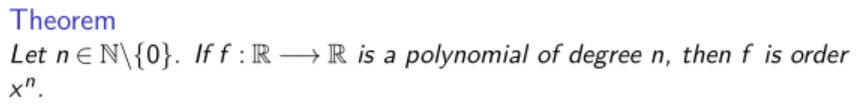 Theorem
Let n ∈ ℕ\{0}. If f : ℝ ⟶ ℝ is a polynomial of degree n, then f is order
xⁿ.